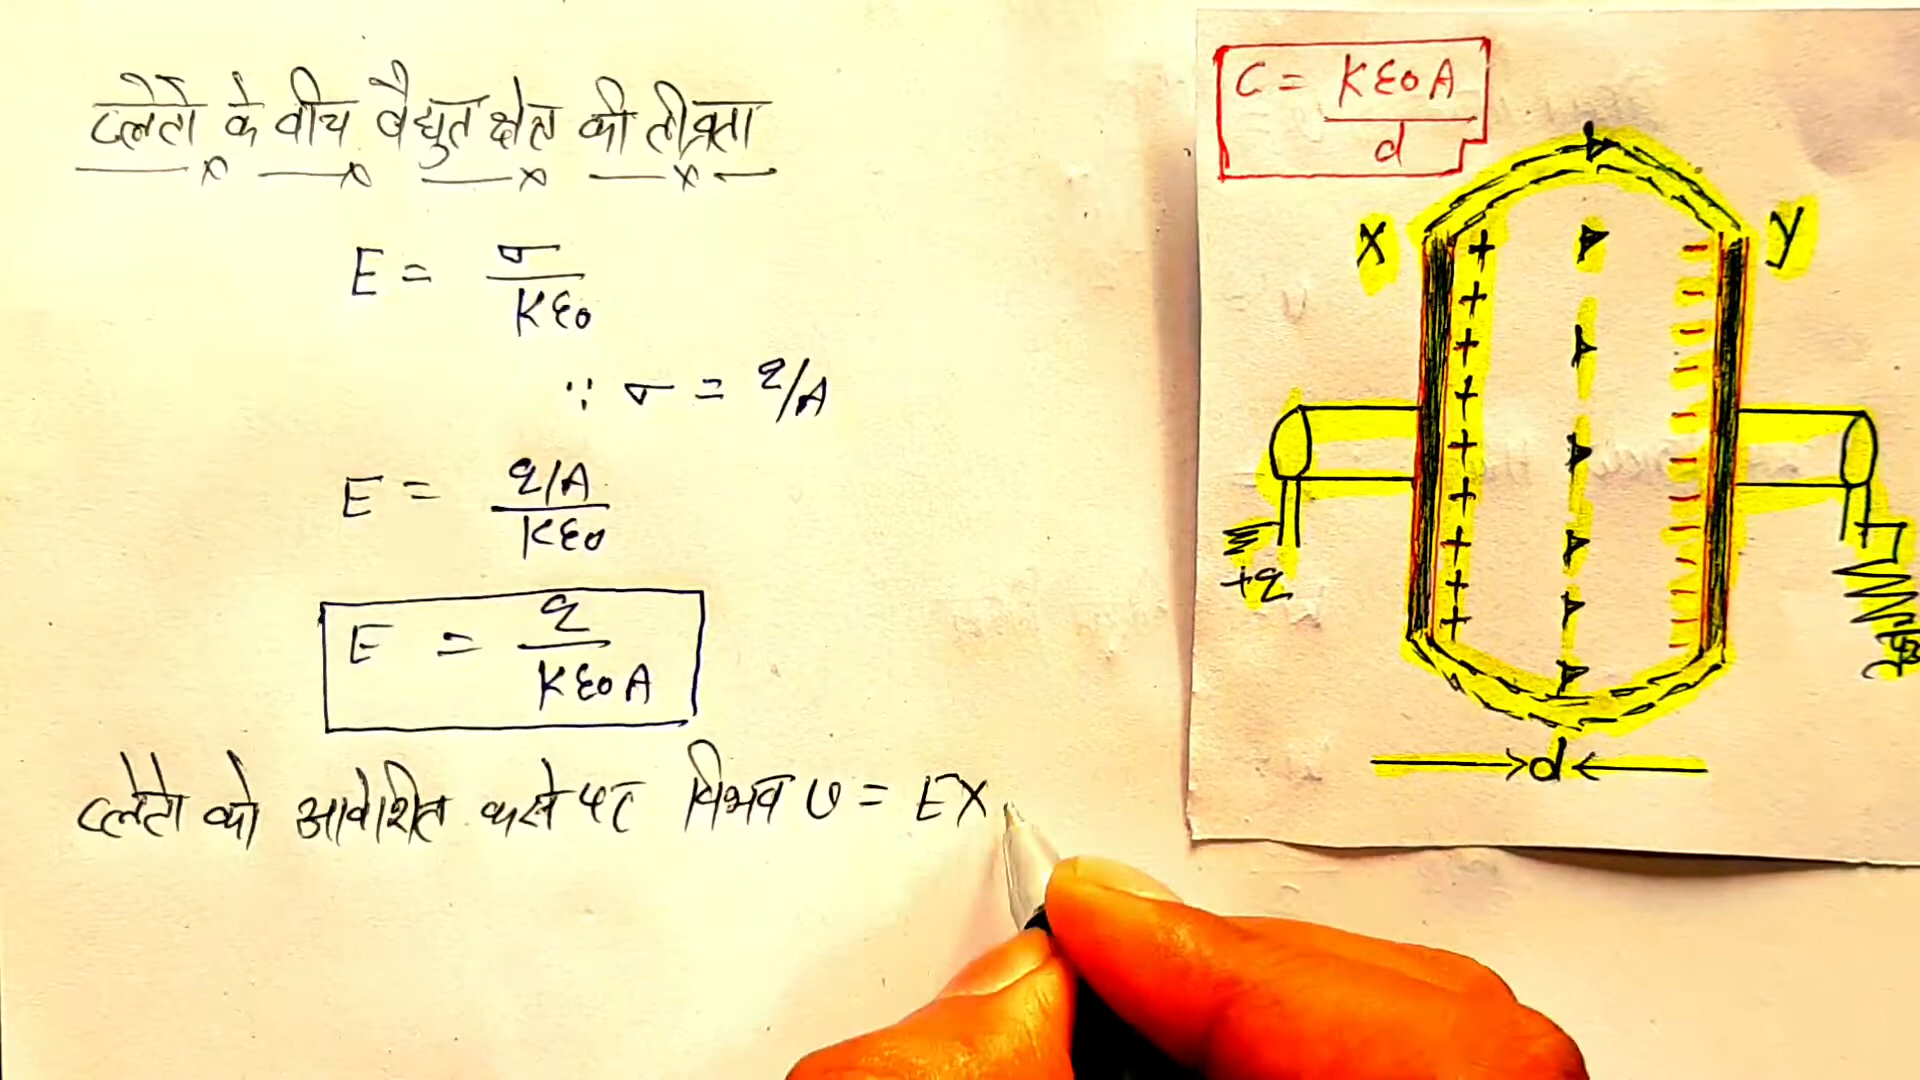 प्लेटो के बीच वैद्युत क्षेत्र की तीव्रता
E = σ/Kε₀
∵ σ = q/A
E = q/A/Kε₀
E = q/Kε₀A
प्लेटो को आवेशित करने पर विभव v = EX
C = Kε₀A/d
X Y
+ + + + + + + + +
- - - - - - - - - - -
+q
d